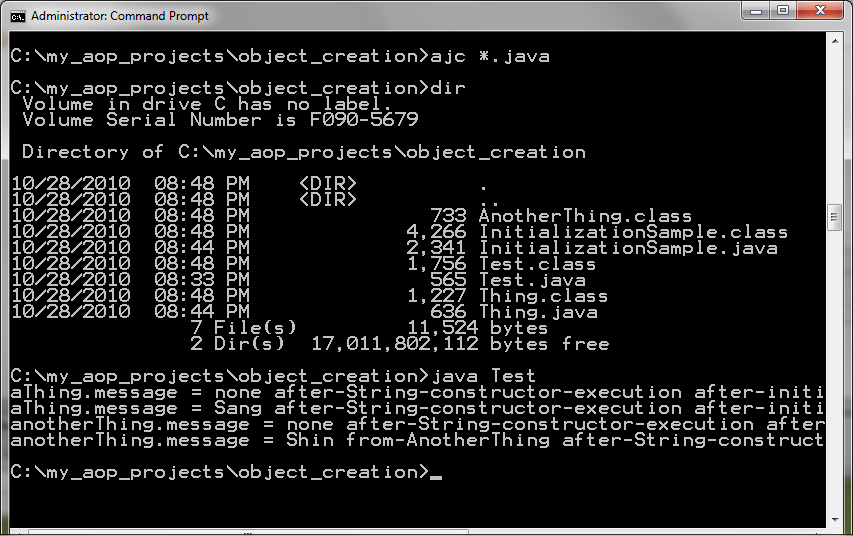 Administrator: Command Prompt
C:\my_aop_projects\object_creation>ajc *.java
C:\my_aop_projects\object_creation>dir
 Volume in drive C has no label.
 Volume Serial Number is F090-5679
 Directory of C:\my_aop_projects\object_creation
10/28/2010  08:48 PM    <DIR>          .
10/28/2010  08:48 PM    <DIR>          ..
10/28/2010  08:48 PM               733 AnotherThing.class
10/28/2010  08:48 PM             4,266 InitializationSample.class
10/28/2010  08:44 PM             2,341 InitializationSample.java
10/28/2010  08:48 PM             1,756 Test.class
10/28/2010  08:33 PM               565 Test.java
10/28/2010  08:48 PM             1,227 Thing.class
10/28/2010  08:44 PM               636 Thing.java
               7 File(s)         11,524 bytes
               2 Dir(s)  17,011,802,112 bytes free
C:\my_aop_projects\object_creation>java Test
aThing.message = none after-String-constructor-execution after-initi
aThing.message = Sang after-String-constructor-execution after-initi
anotherThing.message = none after-String-constructor-execution after
anotherThing.message = Shin from-AnotherThing after-String-construct
C:\my_aop_projects\object_creation>_